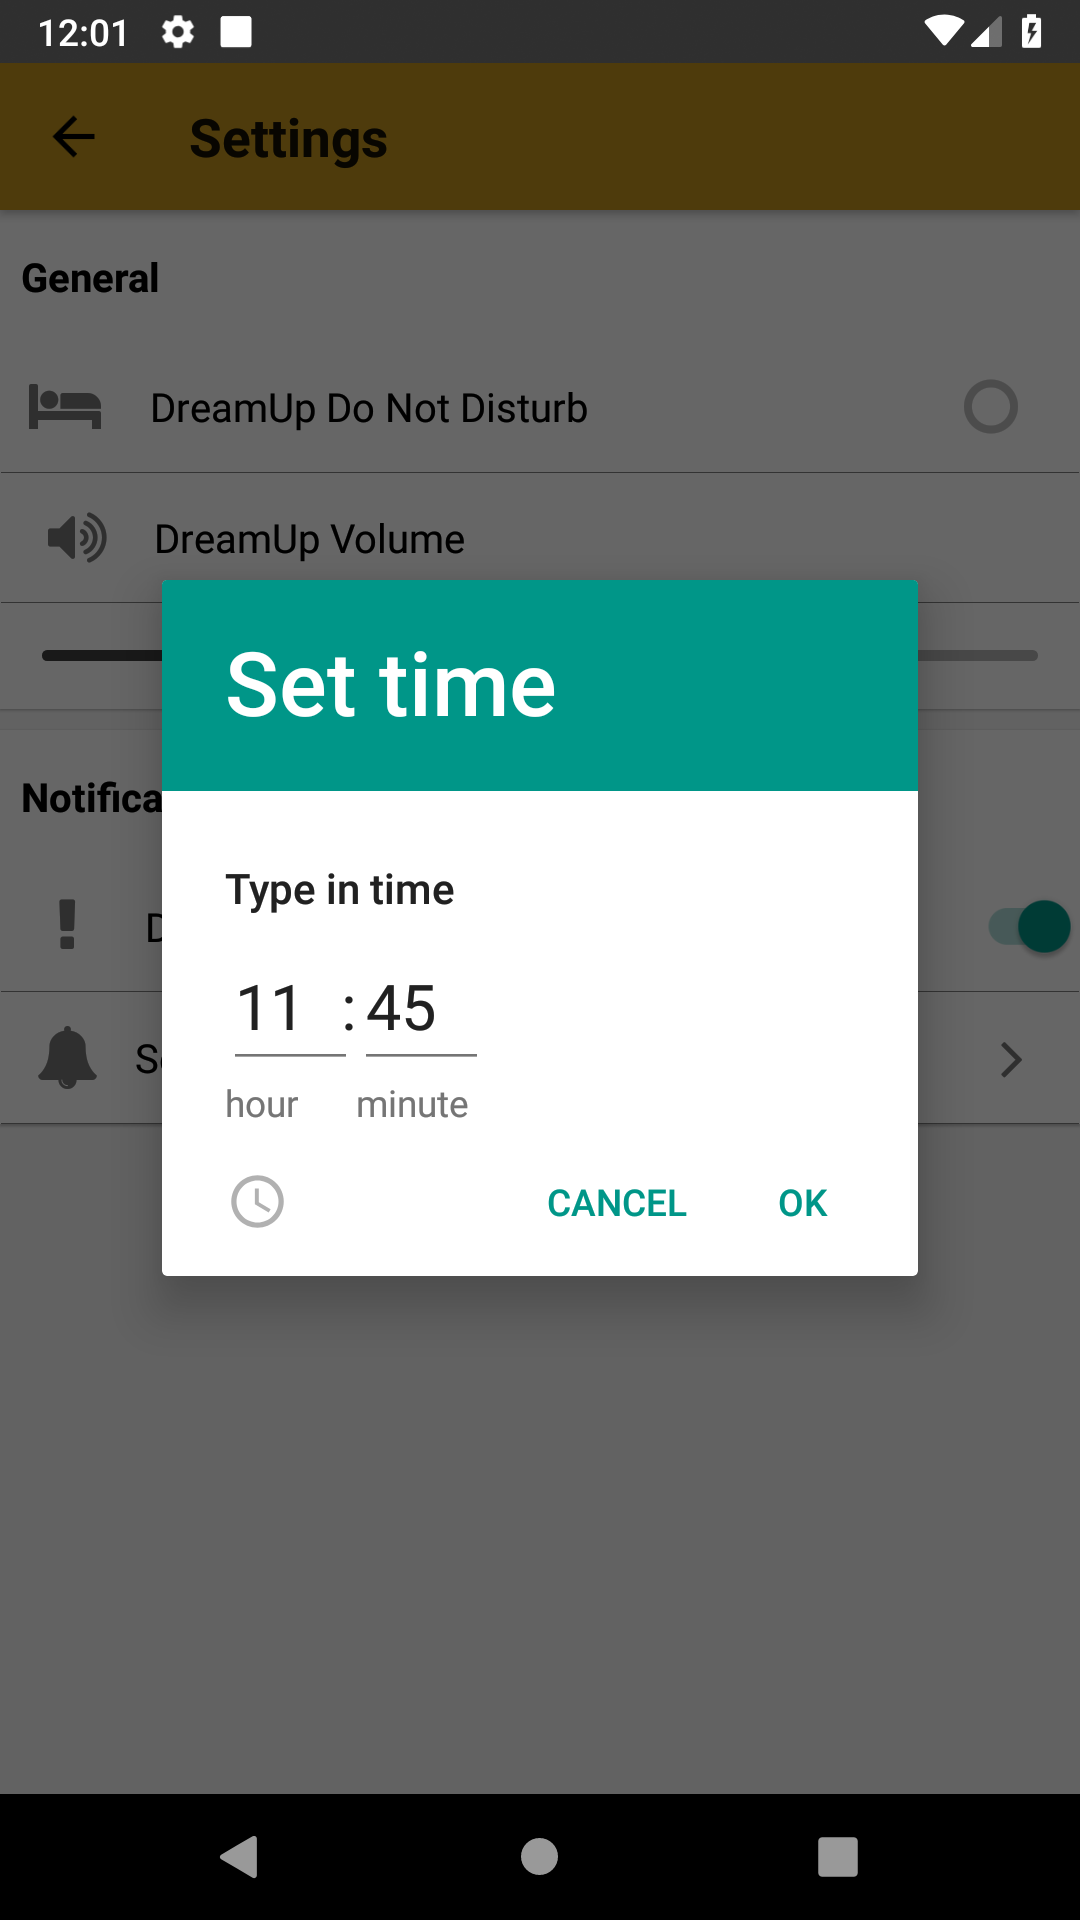 12:01
Settings
General
DreamUp Do Not Disturb
DreamUp Volume
Set time
Notifica
Type in time
11 : 45
hour minute
CANCEL OK